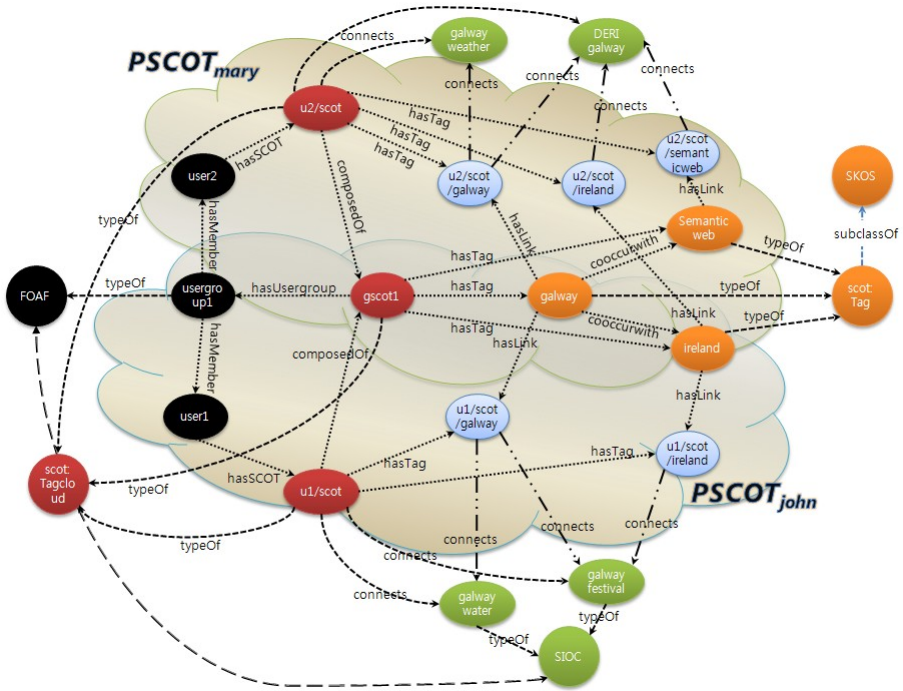 PSCOTmary
galway
weather
DERI
galway
connects
connects
connects
connects
connects
u2/scot
hasTag
hasTag
hasTag
hasSCOT
user2
u2/scot
/galway
u2/scot
/ireland
u2/scot
/semant
icweb
SKOS
hasLink
composedOf
typeOf
hasMember
hasLink
Semantic
web
typeOf
subclassOf
hasTag
cooccurwith
FOAF
typeOf
usergro
up1
hasUsergroup
gscot1
hasTag
galway
typeOf
scot:
Tag
hasLink
typeOf
hasTag
cooccurwith
ireland
hasMember
composedOf
hasLink
hasLink
user1
u1/scot
/galway
u1/scot
/ireland
hasTag
hasTag
scot:
Tagclo
ud
hasSCOT
typeOf
u1/scot
PSCOTjohn
typeOf
connects
connects
connects
connects
connects
galway
water
galway
festival
typeOf
typeOf
SIOC